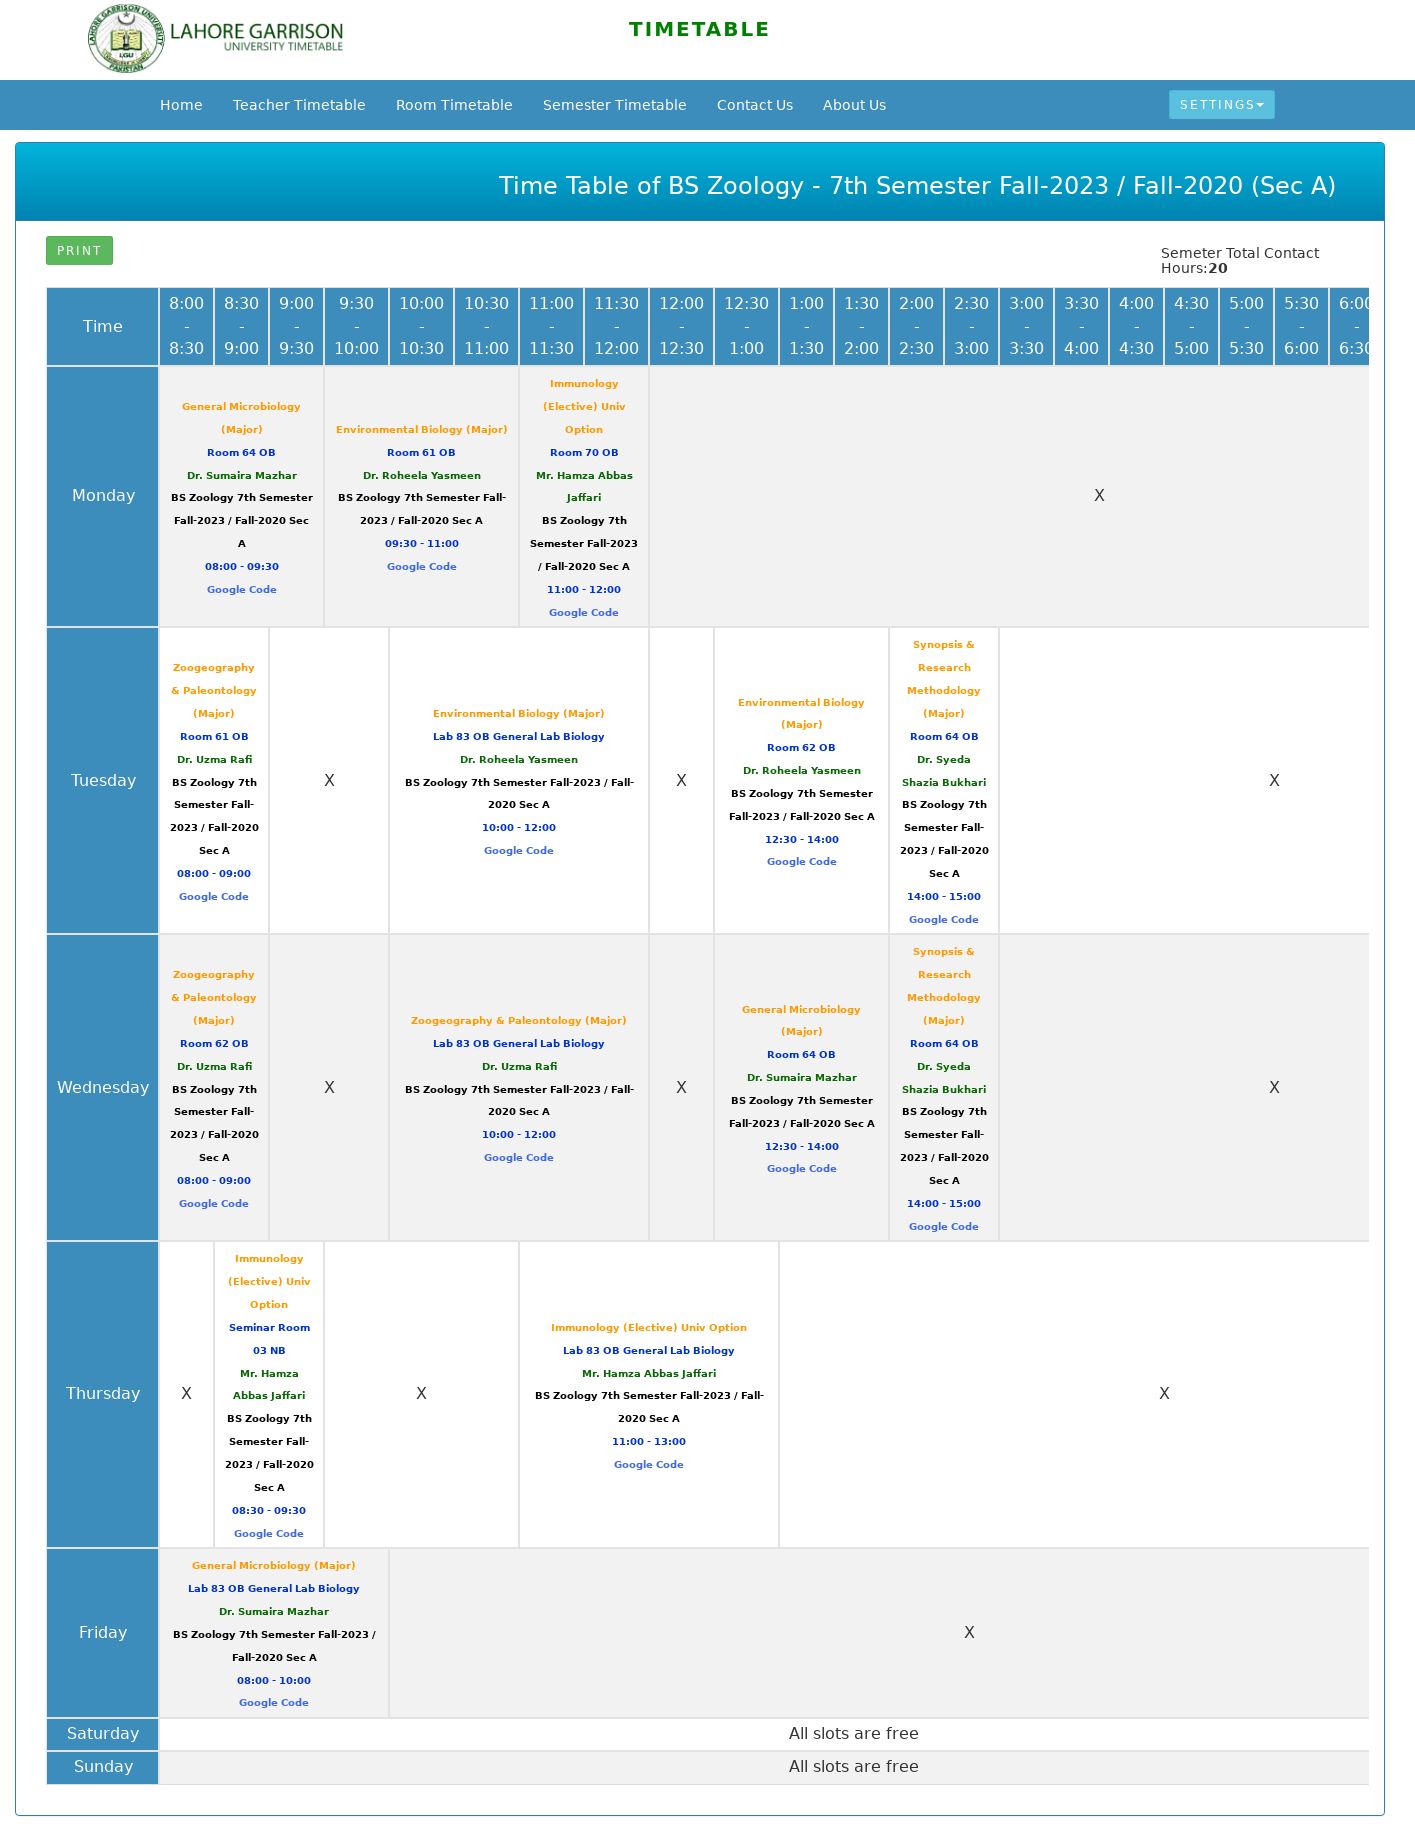 LAHORE GARRISON
UNIVERSITY TIMETABLE
TIMETABLE
Home Teacher Timetable Room Timetable Semester Timetable Contact Us About Us SETTINGS
Time Table of BS Zoology - 7th Semester Fall-2023 / Fall-2020 (Sec A)
PRINT
Semeter Total Contact
Hours:20
Time
8:00 - 8:30
8:30 - 9:00
9:00 - 9:30
9:30 - 10:00
10:00 - 10:30
10:30 - 11:00
11:00 - 11:30
11:30 - 12:00
12:00 - 12:30
12:30 - 1:00
1:00 - 1:30
1:30 - 2:00
2:00 - 2:30
2:30 - 3:00
3:00 - 3:30
3:30 - 4:00
4:00 - 4:30
4:30 - 5:00
5:00 - 5:30
5:30 - 6:00
6:00 - 6:30
Monday
General Microbiology
(Major)
Room 64 OB
Dr. Sumaira Mazhar
BS Zoology 7th Semester
Fall-2023 / Fall-2020 Sec
A
08:00 - 09:30
Google Code
Environmental Biology (Major)
Room 61 OB
Dr. Roheela Yasmeen
BS Zoology 7th Semester Fall-
2023 / Fall-2020 Sec A
09:30 - 11:00
Google Code
Immunology
(Elective) Univ
Option
Room 70 OB
Mr. Hamza Abbas
Jaffari
BS Zoology 7th
Semester Fall-2023
/ Fall-2020 Sec A
11:00 - 12:00
Google Code
X
Tuesday
Zoogeography
& Paleontology
(Major)
Room 61 OB
Dr. Uzma Rafi
BS Zoology 7th
Semester Fall-
2023 / Fall-2020
Sec A
08:00 - 09:00
Google Code
X
Environmental Biology (Major)
Lab 83 OB General Lab Biology
Dr. Roheela Yasmeen
BS Zoology 7th Semester Fall-2023 / Fall-
2020 Sec A
10:00 - 12:00
Google Code
X
Environmental Biology
(Major)
Room 62 OB
Dr. Roheela Yasmeen
BS Zoology 7th Semester
Fall-2023 / Fall-2020 Sec A
12:30 - 14:00
Google Code
Synopsis &
Research
Methodology
(Major)
Room 64 OB
Dr. Syeda
Shazia Bukhari
BS Zoology 7th
Semester Fall-
2023 / Fall-2020
Sec A
14:00 - 15:00
Google Code
X
Wednesday
Zoogeography
& Paleontology
(Major)
Room 62 OB
Dr. Uzma Rafi
BS Zoology 7th
Semester Fall-
2023 / Fall-2020
Sec A
08:00 - 09:00
Google Code
X
Zoogeography & Paleontology (Major)
Lab 83 OB General Lab Biology
Dr. Uzma Rafi
BS Zoology 7th Semester Fall-2023 / Fall-
2020 Sec A
10:00 - 12:00
Google Code
X
General Microbiology
(Major)
Room 64 OB
Dr. Sumaira Mazhar
BS Zoology 7th Semester
Fall-2023 / Fall-2020 Sec A
12:30 - 14:00
Google Code
Synopsis &
Research
Methodology
(Major)
Room 64 OB
Dr. Syeda
Shazia Bukhari
BS Zoology 7th
Semester Fall-
2023 / Fall-2020
Sec A
14:00 - 15:00
Google Code
X
Thursday
X
Immunology
(Elective) Univ
Option
Seminar Room
03 NB
Mr. Hamza
Abbas Jaffari
BS Zoology 7th
Semester Fall-
2023 / Fall-2020
Sec A
08:30 - 09:30
Google Code
X
Immunology (Elective) Univ Option
Lab 83 OB General Lab Biology
Mr. Hamza Abbas Jaffari
BS Zoology 7th Semester Fall-2023 / Fall-
2020 Sec A
11:00 - 13:00
Google Code
X
Friday
General Microbiology (Major)
Lab 83 OB General Lab Biology
Dr. Sumaira Mazhar
BS Zoology 7th Semester Fall-2023 /
Fall-2020 Sec A
08:00 - 10:00
Google Code
X
Saturday
All slots are free
Sunday
All slots are free